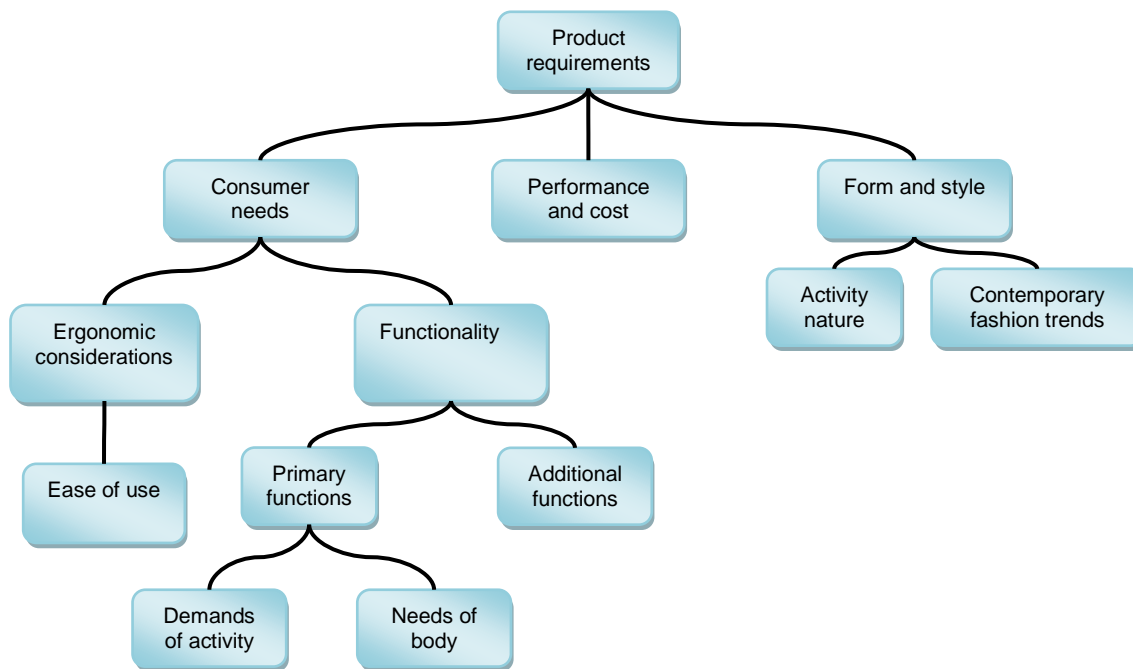 Product
requirements
Consumer
needs
Performance
and cost
Form and style
Activity
nature
Contemporary
fashion trends
Ergonomic
considerations
Functionality
Primary
functions
Additional
functions
Ease of use
Demands
of activity
Needs of
body